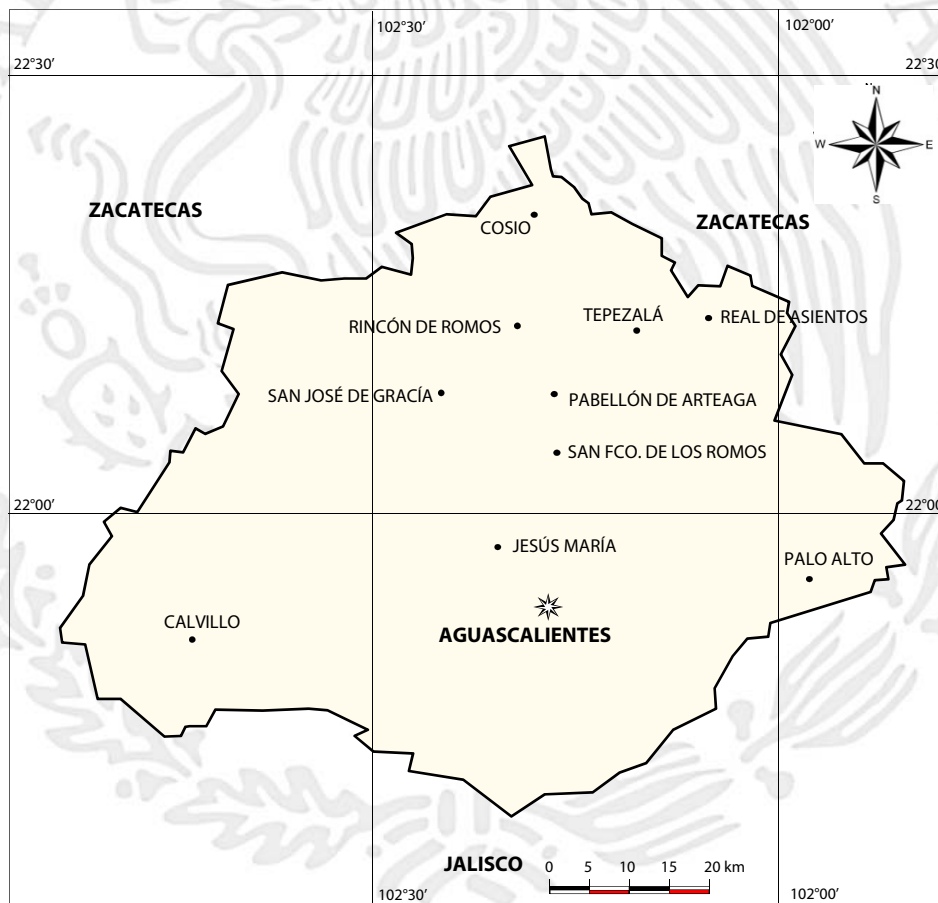 102°30′
102°00′
22°30′
22°30
N
W
E
S
ZACATECAS
ZACATECAS
COSIO
TEPEZALÁ
REAL DE ASIENTOS
RINCÓN DE ROMOS
SAN JOSÉ DE GRACÍA
PABELLÓN DE ARTEAGA
SAN FCO. DE LOS ROMOS
22°00′
22°00
JESÚS MARÍA
PALO ALTO
CALVILLO
AGUASCALIENTES
JALISCO
0 5 10 15 20 km
102°30′
102°00′